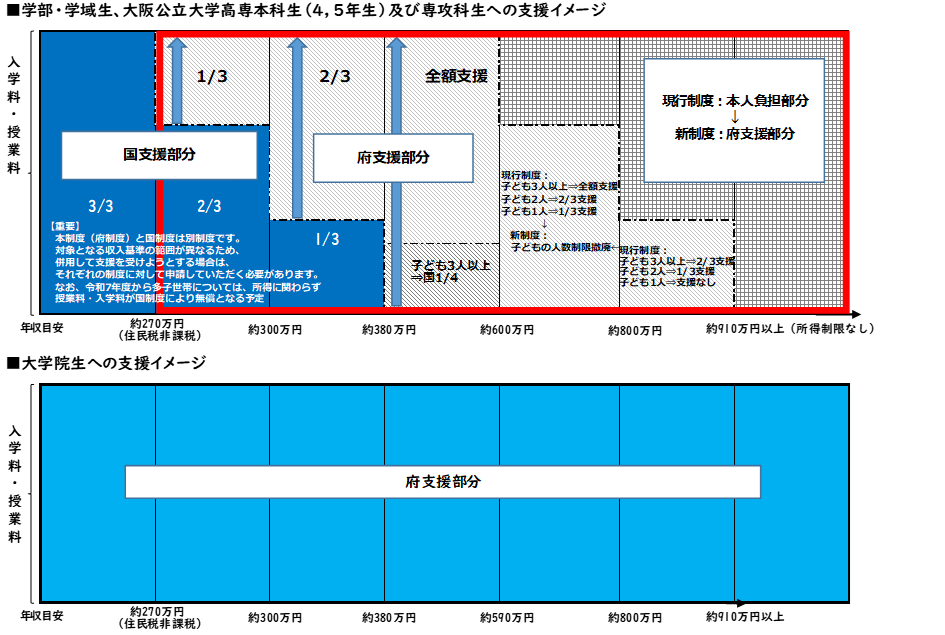 ■学部・学域生、大阪公立大学高専本科生（４，５年生）及び専攻科生への支援イメージ
入学料・授業料
1/3
2/3
全額支援
現行制度：本人負担部分
↓
新制度：府支援部分
国支援部分
府支援部分
3/3
2/3
1/3
【重要】
本制度（府制度）と国制度は別制度です。
対象となる収入基準の範囲が異なるため、
併用して支援を受けようとする場合は、
それぞれの制度に対して申請していただく必要があります。
なお、令和7年度から多子世帯については、所得に関わらず
授業料・入学料が国制度により無償となる予定
子ども3人以上
⇒国1/4
現行制度：
子ども3人以上⇒全額支援
子ども2人⇒2/3支援
子ども1人⇒1/3支援
↓
新制度：
子どもの人数制限撤廃←
現行制度：
子ども3人以上⇒2/3支援
子ども2人⇒1/3支援
子ども1人⇒支援なし
年収目安
約270万円
（住民税非課税）
約300万円
約380万円
約600万円
約800万円
約910万円以上（所得制限なし）
■大学院生への支援イメージ
入学料・授業料
府支援部分
年収目安
約270万円
（住民税非課税）
約300万円
約380万円
約590万円
約800万円
約910万円以上